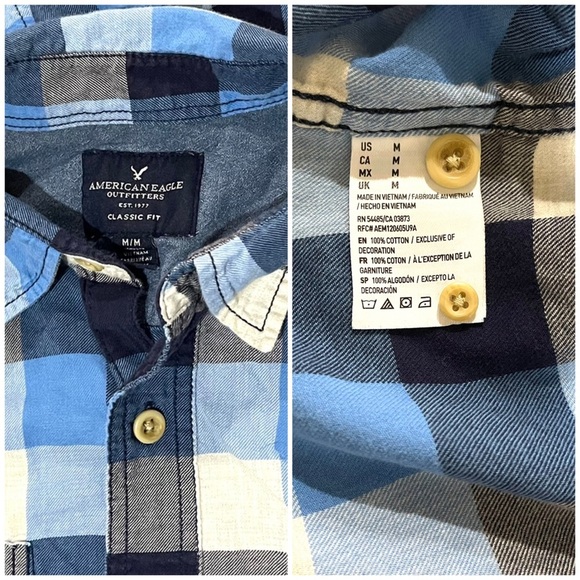 AMERICAN EAGLE
OUTFITTERS
EST. 1977
CLASSIC FIT
M/M
US M
CA M
MX M
UK M
MADE IN VIETNAM / FABRIQUÉ AU VIETNAM
/ HECHO EN VIETNAM
RN 54485/CA 03873
RFC# AEM120605U9A
EN 100% COTTON / EXCLUSIVE OF
DECORATION
FR 100% COTON / À L'EXCEPTION DE LA
GARNITURE
SP 100% ALGODÓN / EXCEPTO LA
DECORACIÓN